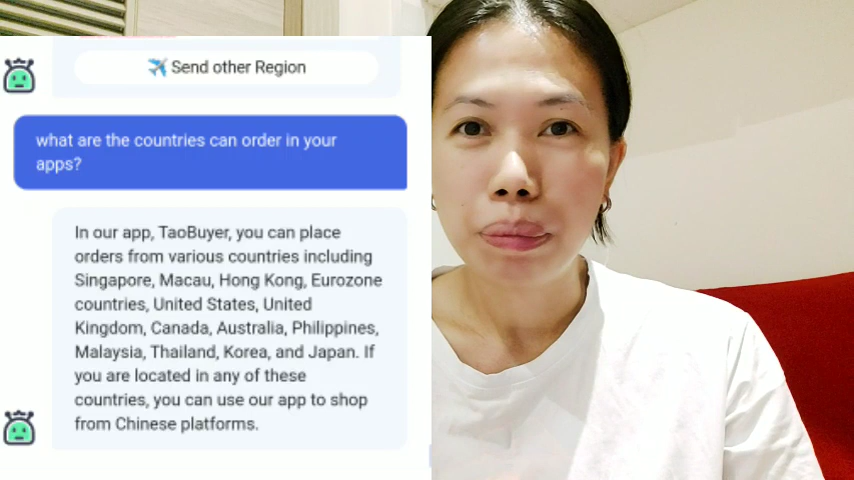 Send other Region
what are the countries can order in your
apps?
In our app, TaoBuyer, you can place
orders from various countries including
Singapore, Macau, Hong Kong, Eurozone
countries, United States, United
Kingdom, Canada, Australia, Philippines,
Malaysia, Thailand, Korea, and Japan. If
you are located in any of these
countries, you can use our app to shop
from Chinese platforms.